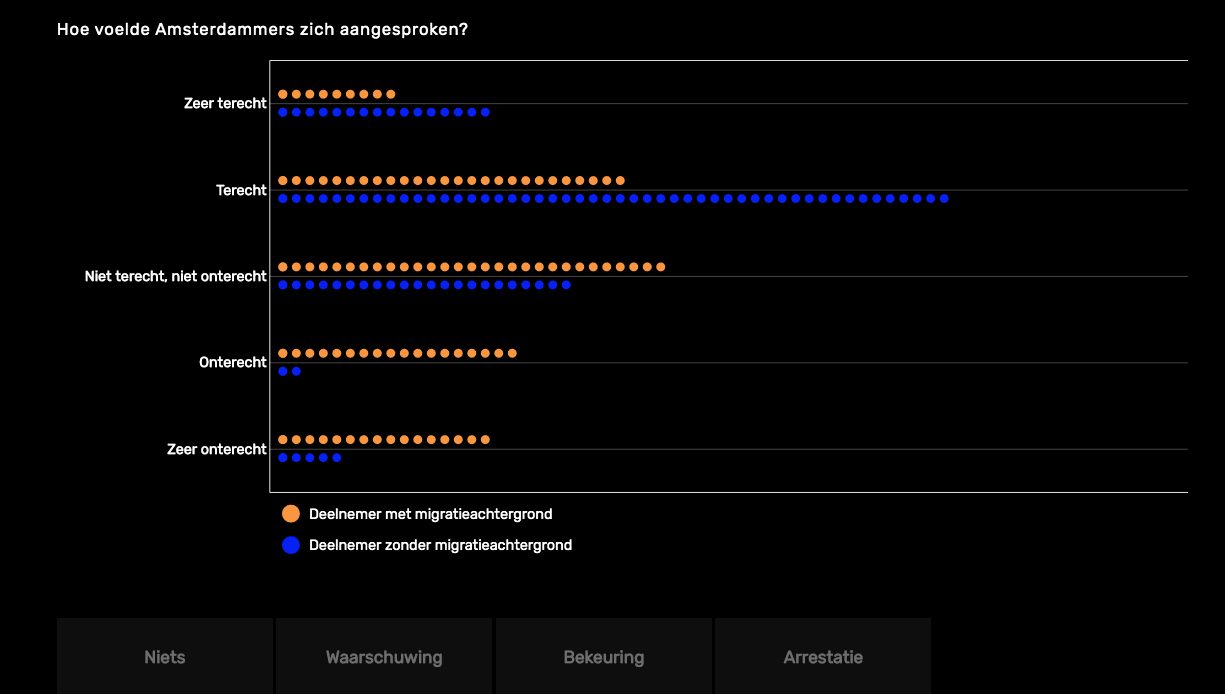 Hoe voelde Amsterdammers zich aangesproken?
Zeer terecht
Terecht
Niet terecht, niet onterecht
Onterecht
Zeer onterecht
Deelnemer met migratieachtergrond
Deelnemer zonder migratieachtergrond
Niets
Waarschuwing
Bekeuring
Arrestatie